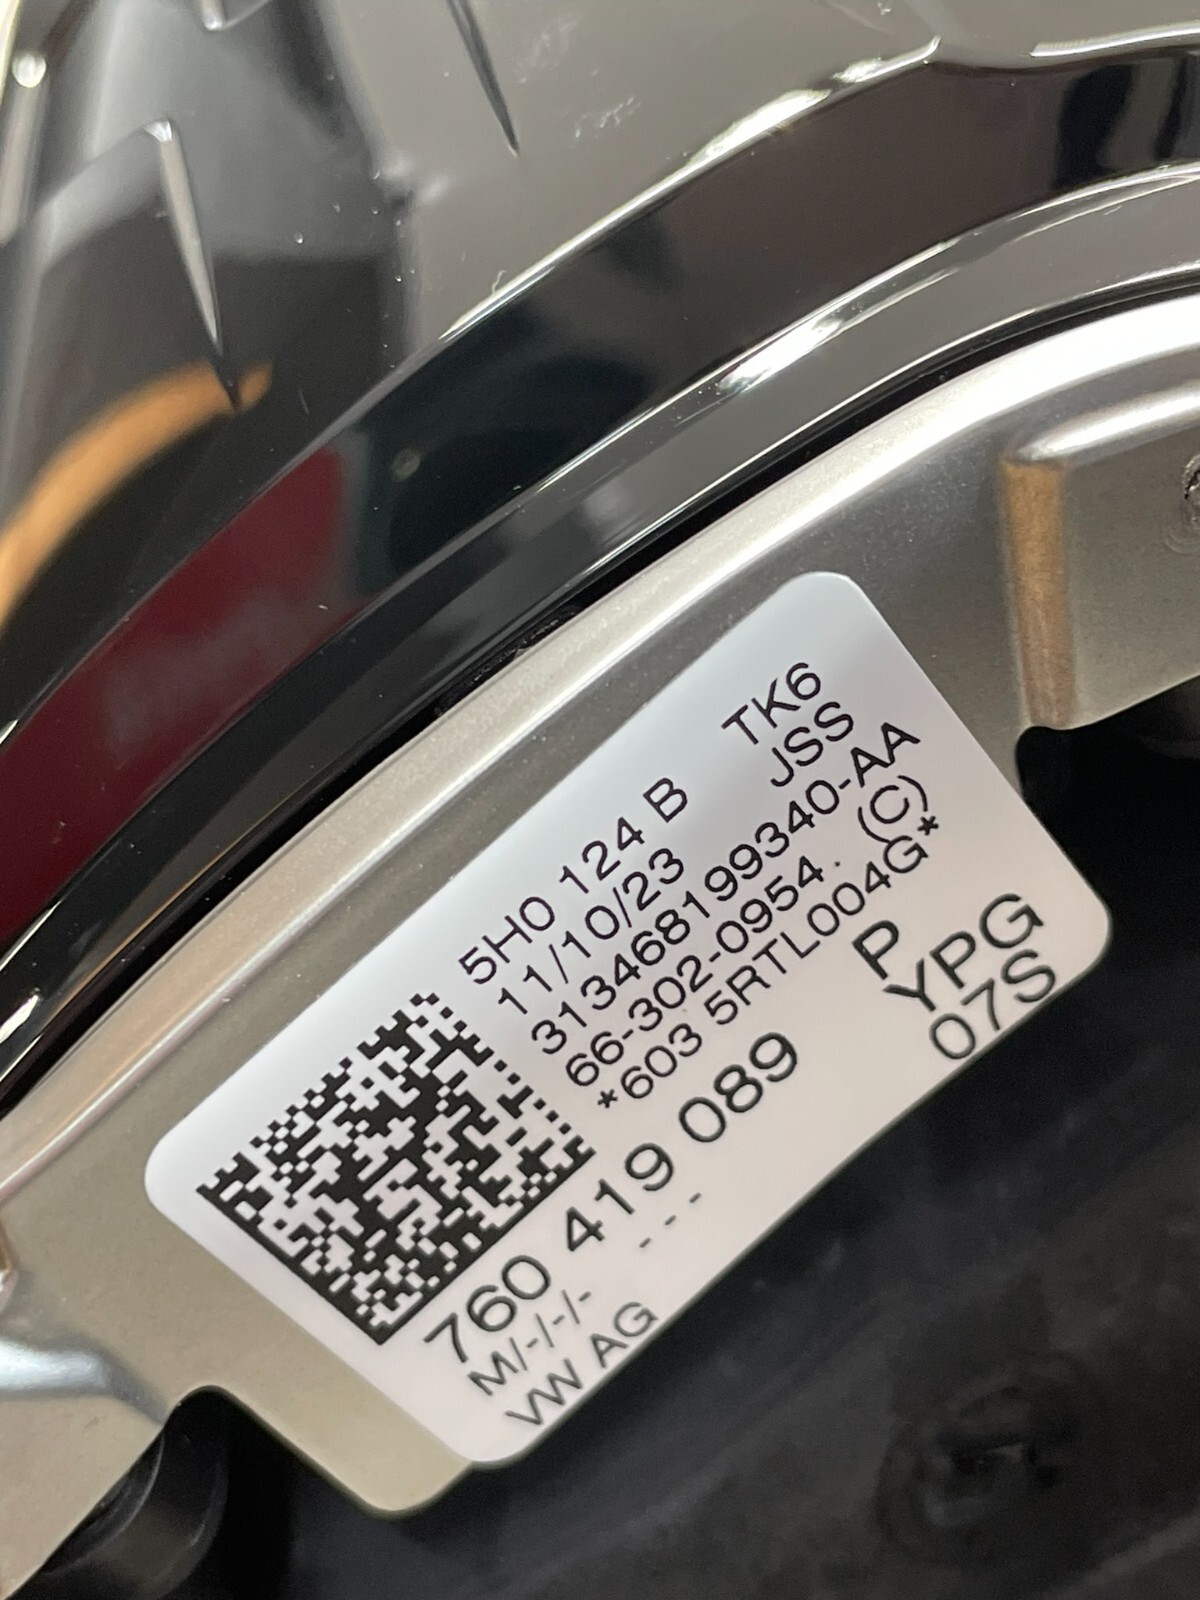 5H0 124 B TK6
11/10/23 JSS
313468199340-AA
66-302-0954. (C)
*603 5RTL004G*
P
760 419 089 YPG
M/-/-/- - - - 07S
VW AG